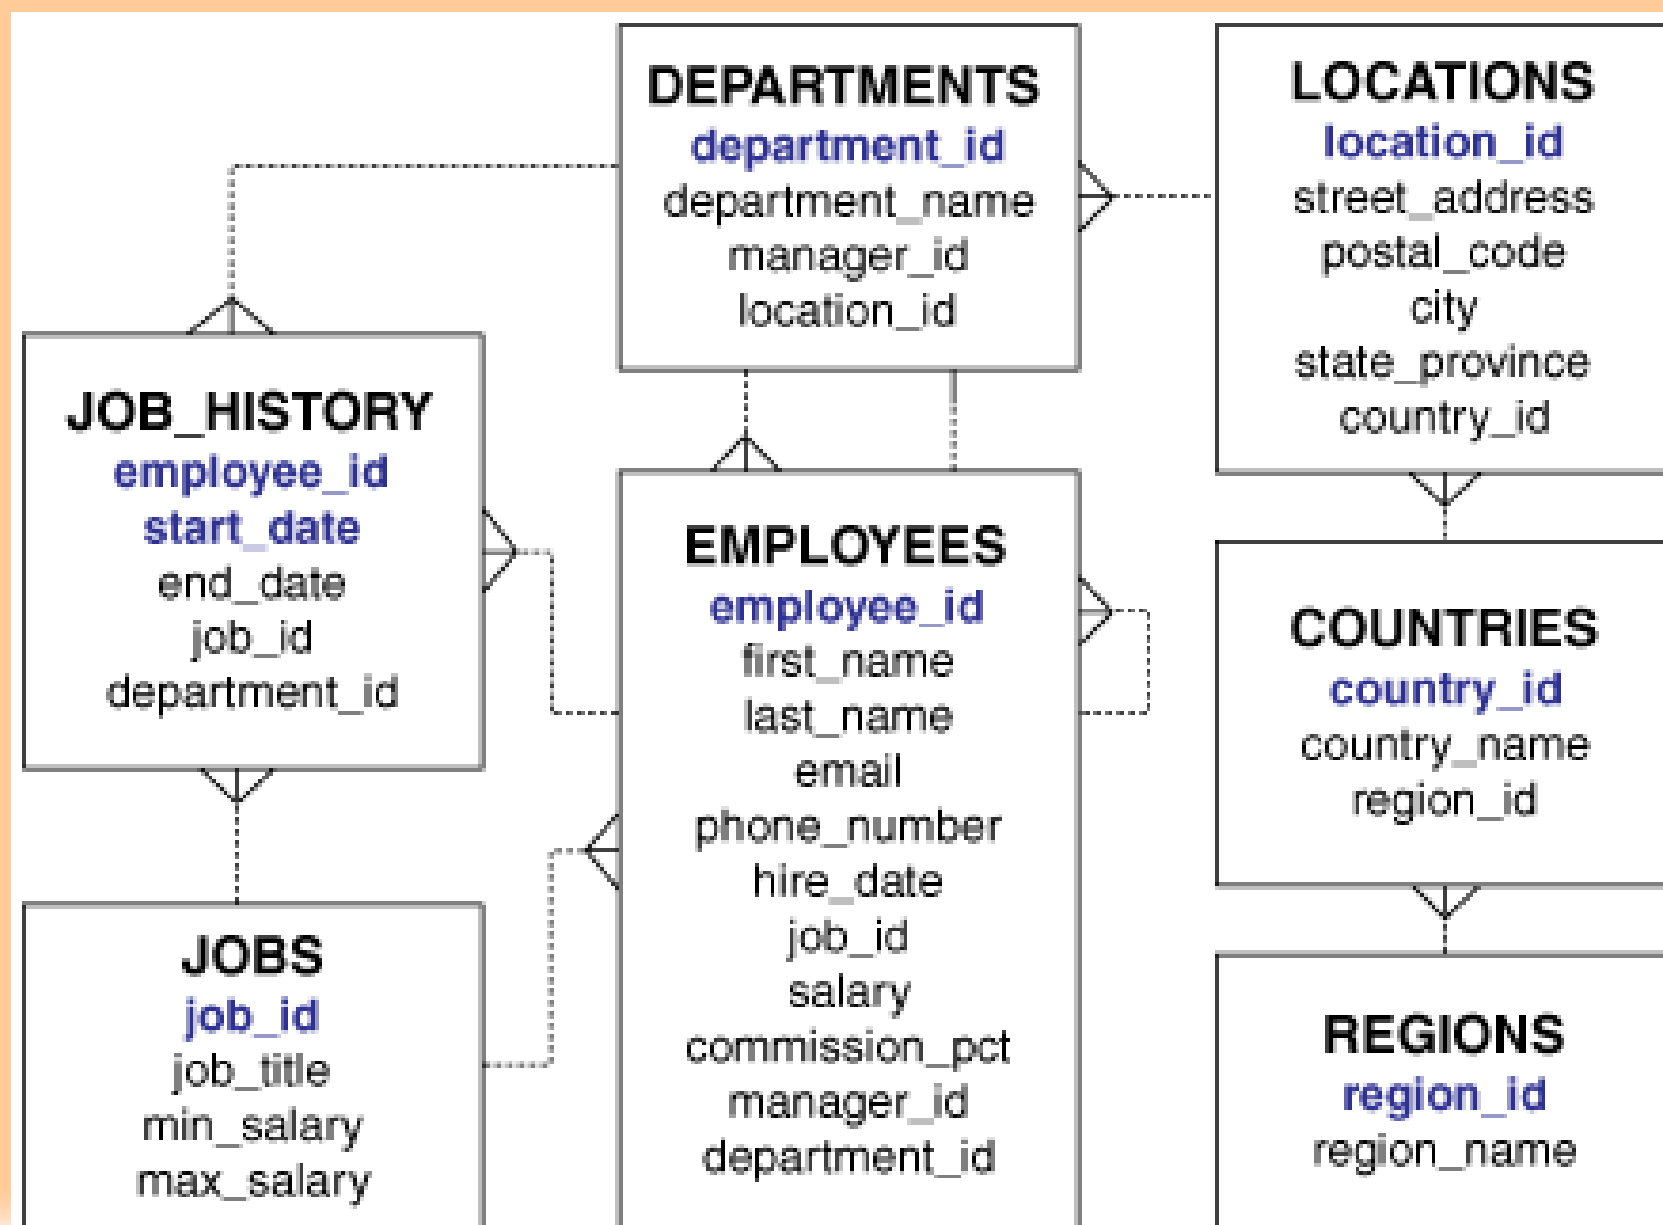 DEPARTMENTS
department_id
department_name
manager_id
location_id
LOCATIONS
location_id
street_address
postal_code
city
state_province
country_id
JOB_HISTORY
employee_id
start_date
end_date
job_id
department_id
EMPLOYEES
employee_id
first_name
last_name
email
phone_number
hire_date
job_id
salary
commission_pct
manager_id
department_id
COUNTRIES
country_id
country_name
region_id
JOBS
job_id
job_title
min_salary
max_salary
REGIONS
region_id
region_name